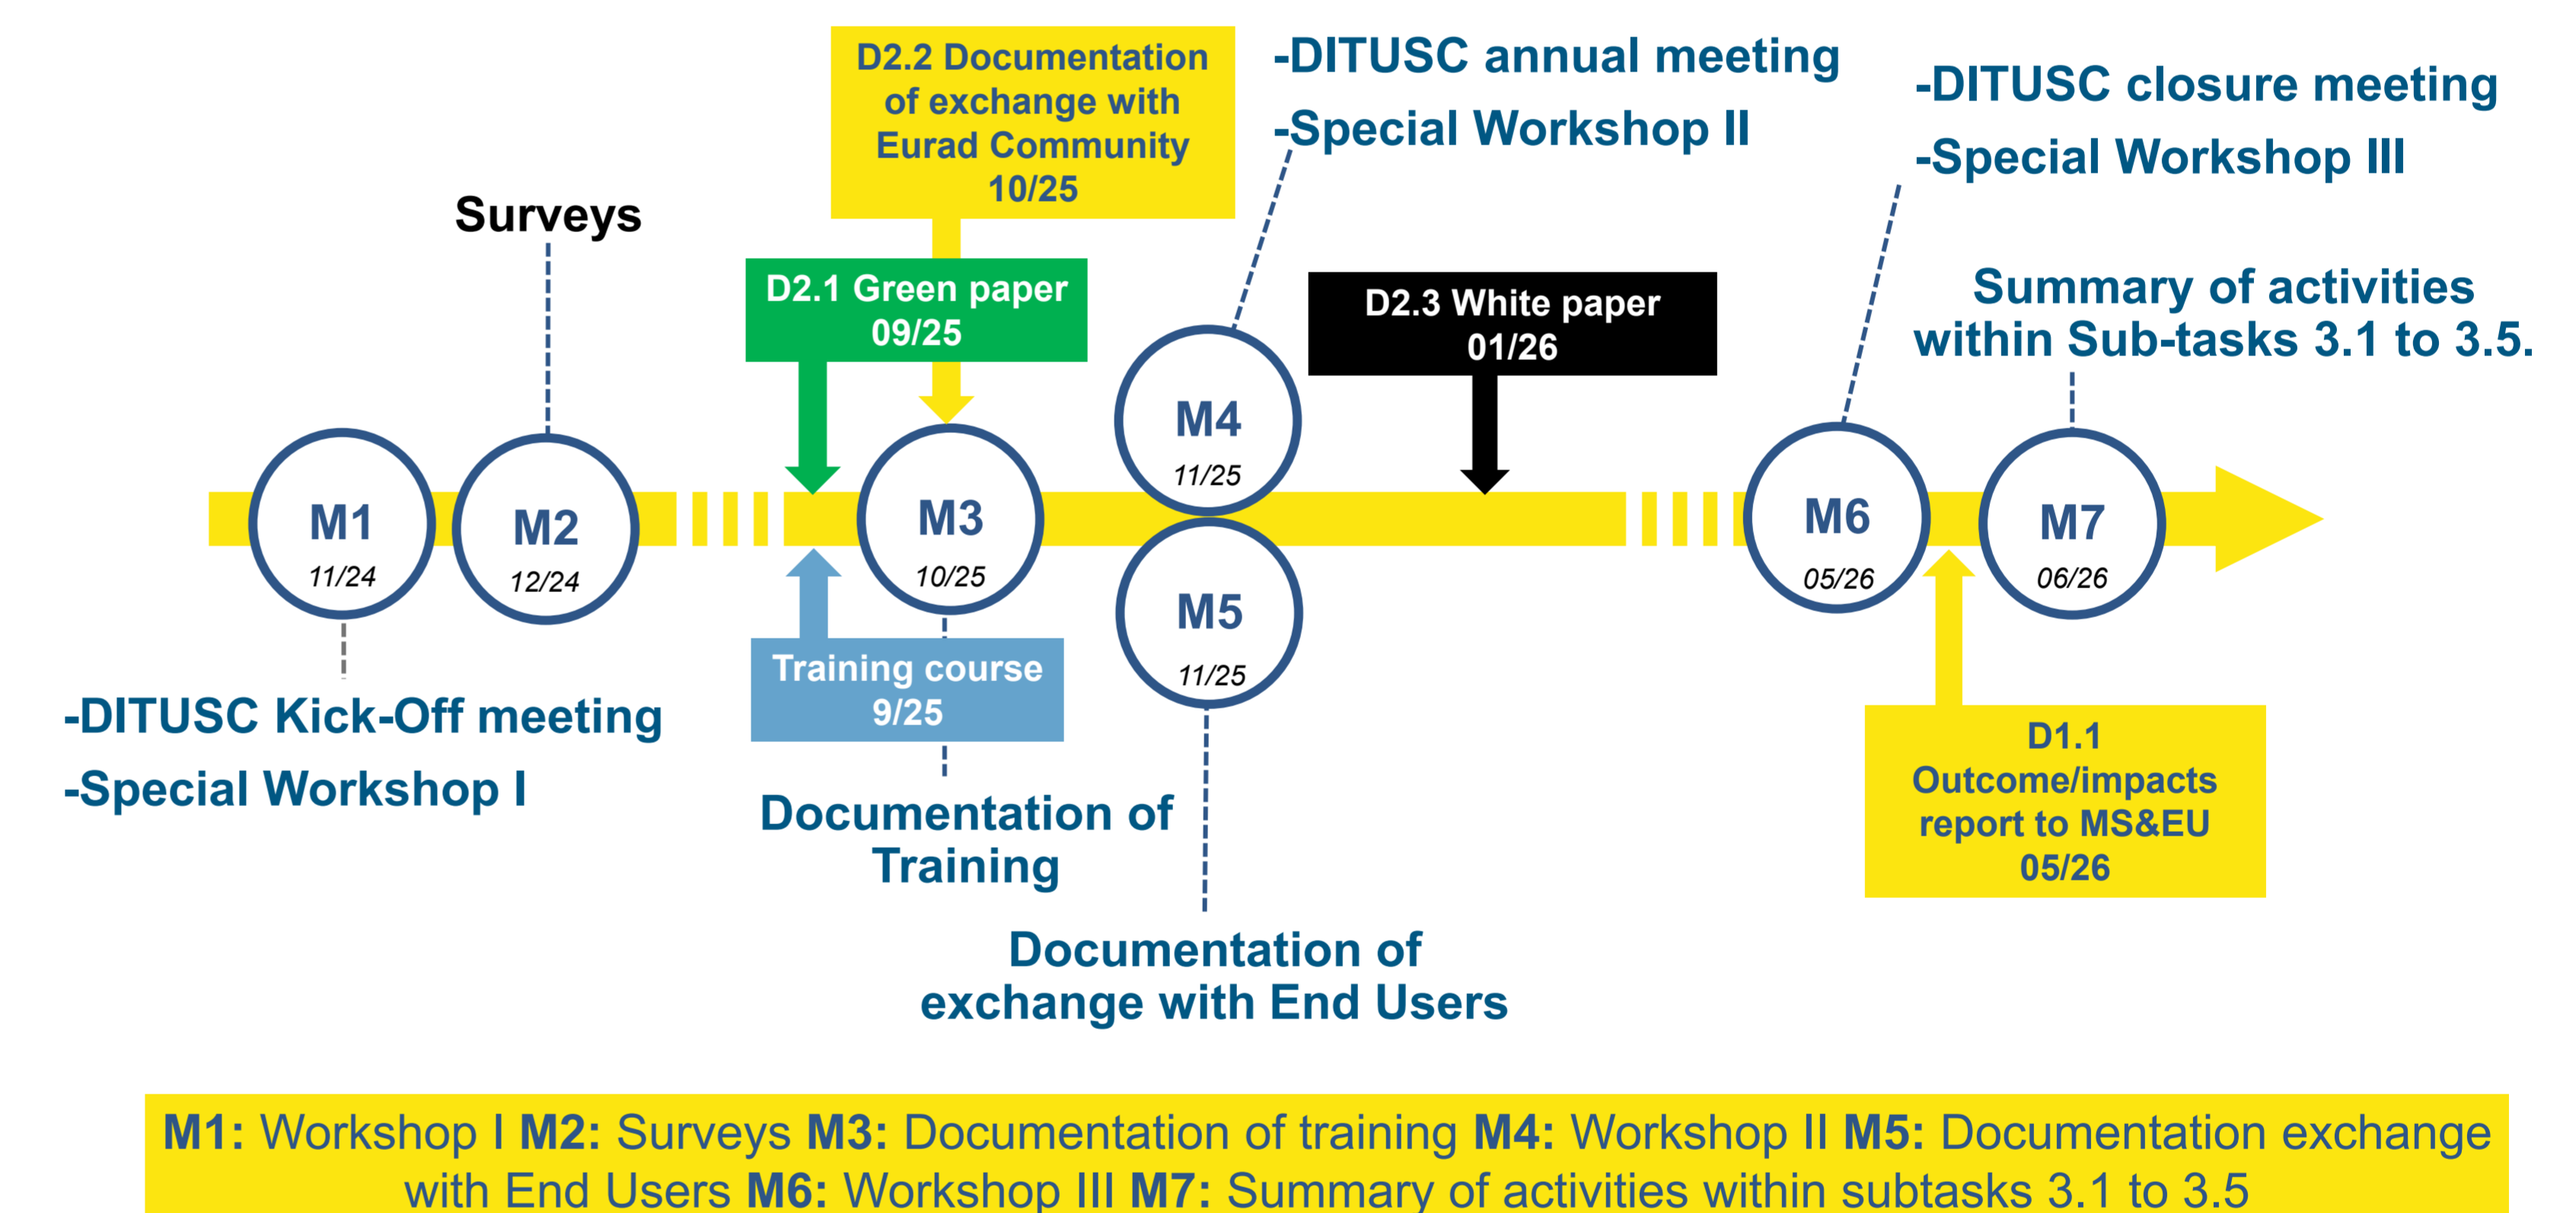 D2.2 Documentation
of exchange with
Eurad Community
10/25
-DITUSC annual meeting
-Special Workshop II
-DITUSC closure meeting
-Special Workshop III
Surveys
D2.1 Green paper
09/25
D2.3 White paper
01/26
Summary of activities
within Sub-tasks 3.1 to 3.5.
M1
11/24
M2
12/24
M3
10/25
M4
11/25
M5
11/25
M6
05/26
M7
06/26
-DITUSC Kick-Off meeting
-Special Workshop I
Training course
9/25
Documentation of
Training
Documentation of
exchange with End Users
D1.1
Outcome/impacts
report to MS&EU
05/26
M1: Workshop I M2: Surveys M3: Documentation of training M4: Workshop II M5: Documentation exchange
with End Users M6: Workshop III M7: Summary of activities within subtasks 3.1 to 3.5